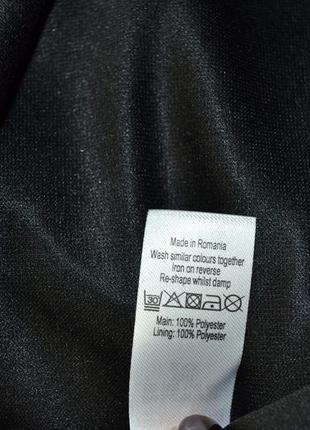 Made in Romania
Wash similar colours together
Iron on reverse
Re-shape whilst damp
30
Main: 100% Polyester
Lining: 100% Polyester